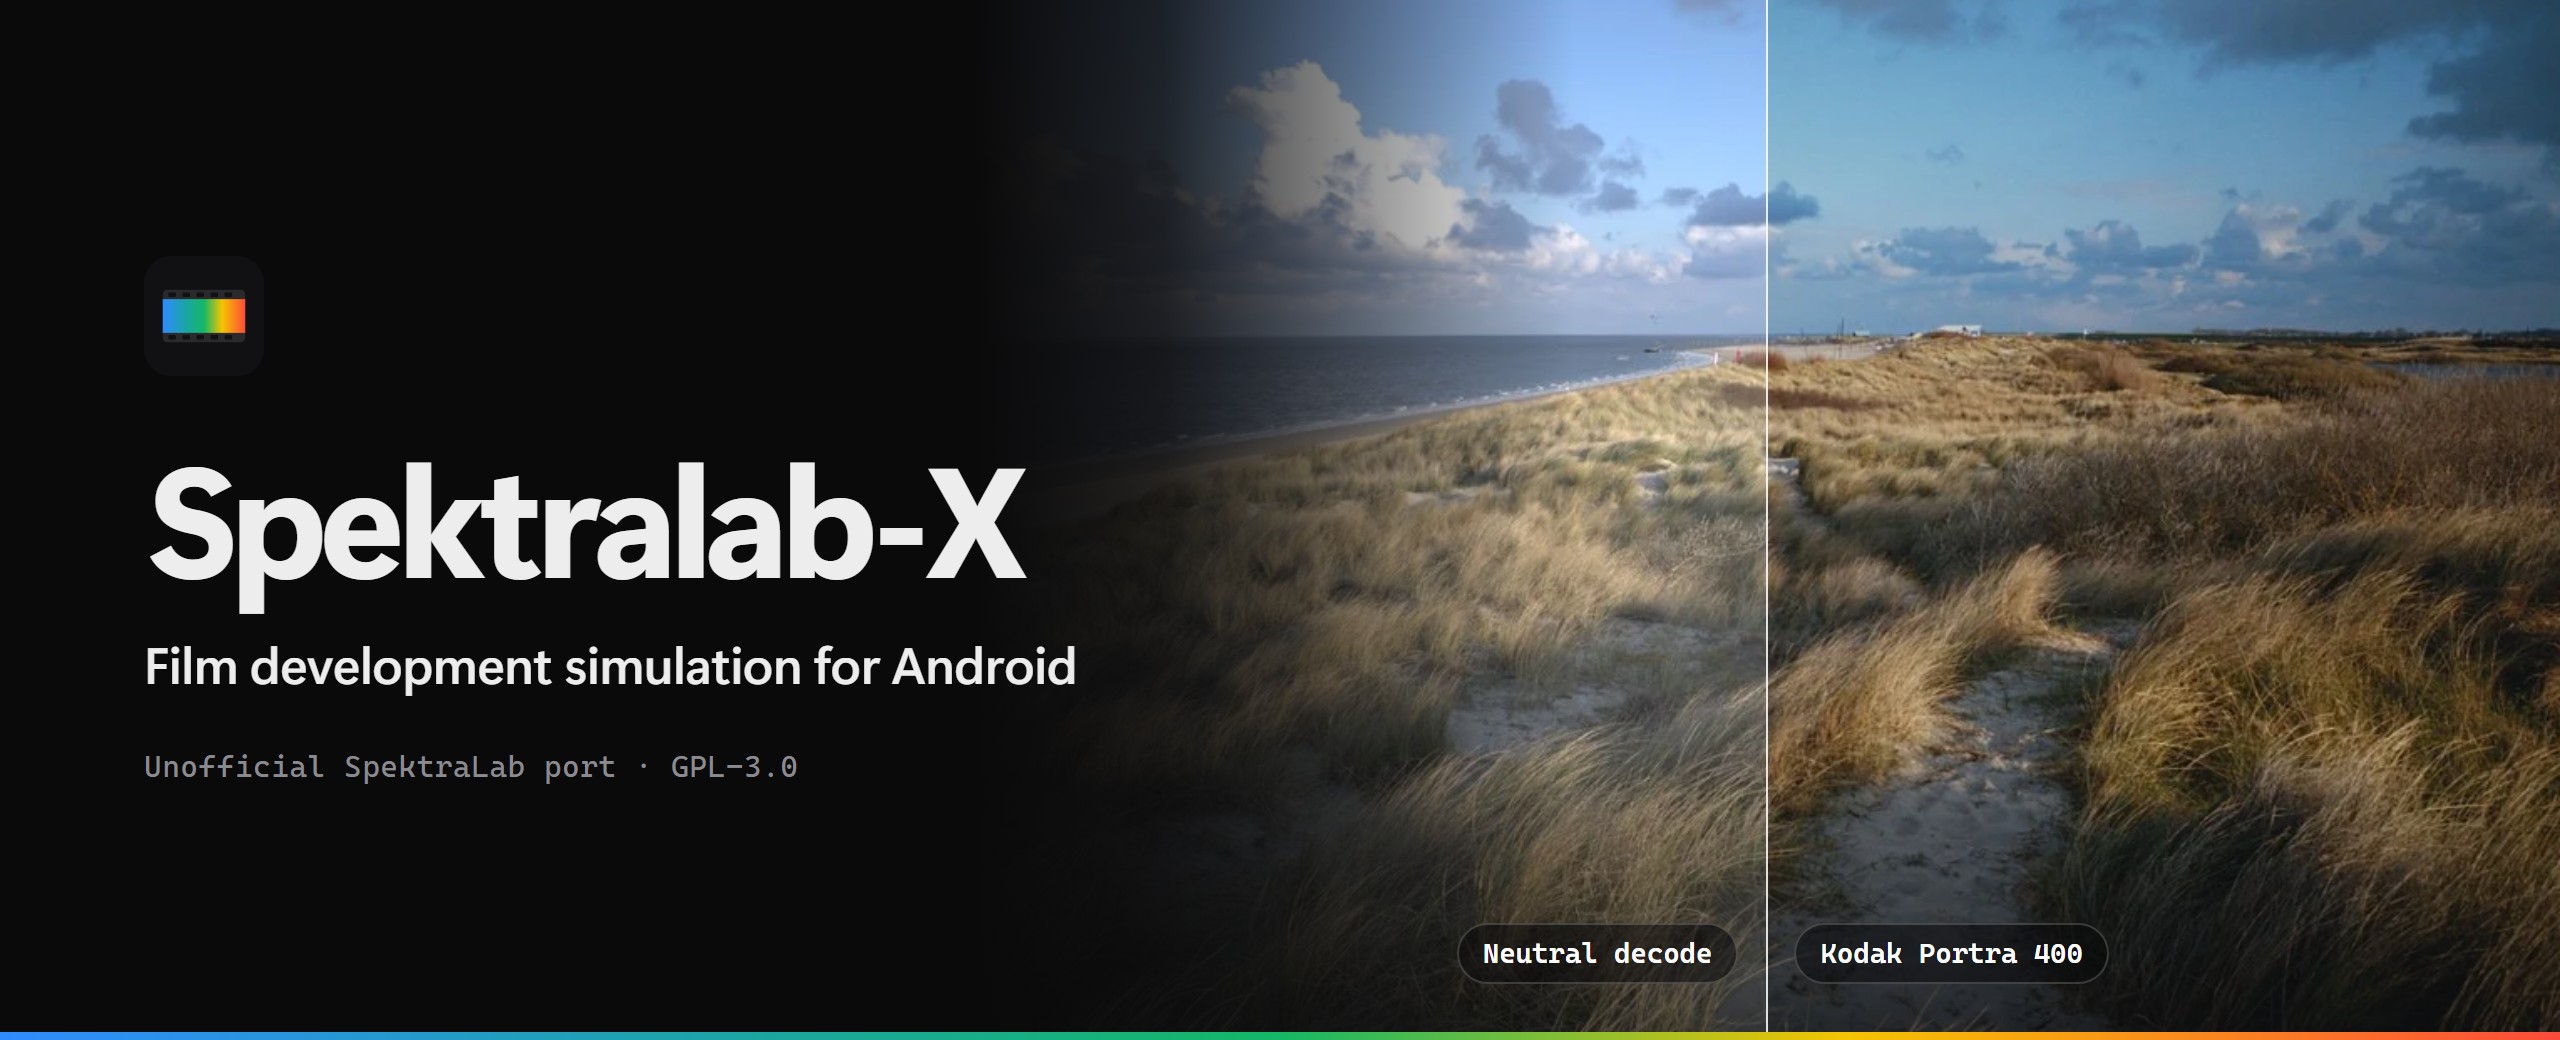 Spektralab-X
Film development simulation for Android
Unofficial SpektraLab port · GPL-3.0
Neutral decode
Kodak Portra 400